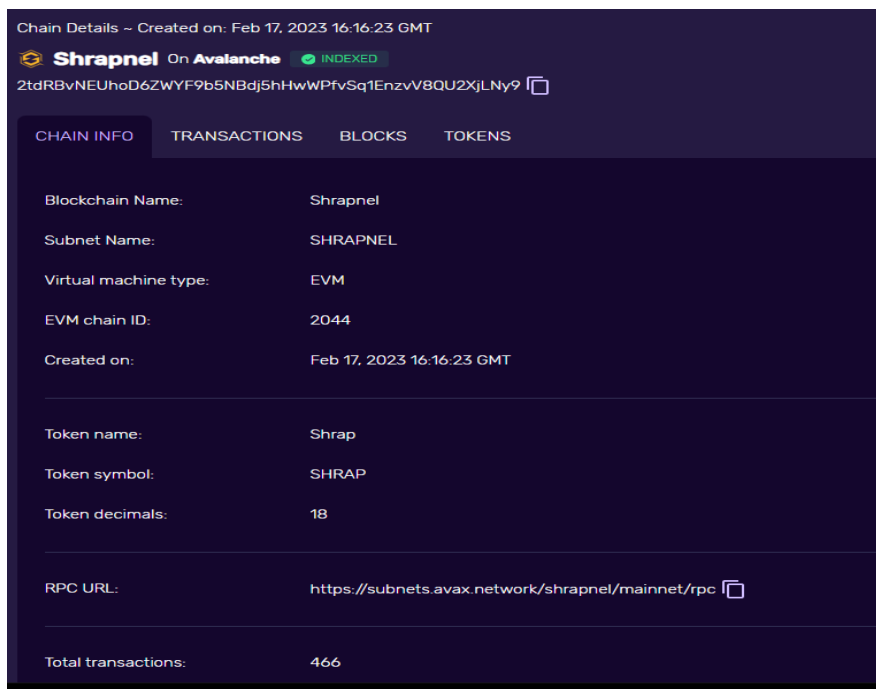 Chain Details ~ Created on: Feb 17, 2023 16:16:23 GMT
Shrapnel On Avalanche INDEXED
2tdRBvNEUhoD6ZWYF9b5NBdj5hHwWPfvSq1EnzvV8QU2XjLNy9
CHAIN INFO TRANSACTIONS BLOCKS TOKENS
Blockchain Name: Shrapnel
Subnet Name: SHRAPNEL
Virtual machine type: EVM
EVM chain ID: 2044
Created on: Feb 17, 2023 16:16:23 GMT
Token name: Shrap
Token symbol: SHRAP
Token decimals: 18
RPC URL: https://subnets.avax.network/shrapnel/mainnet/rpc
Total transactions: 466